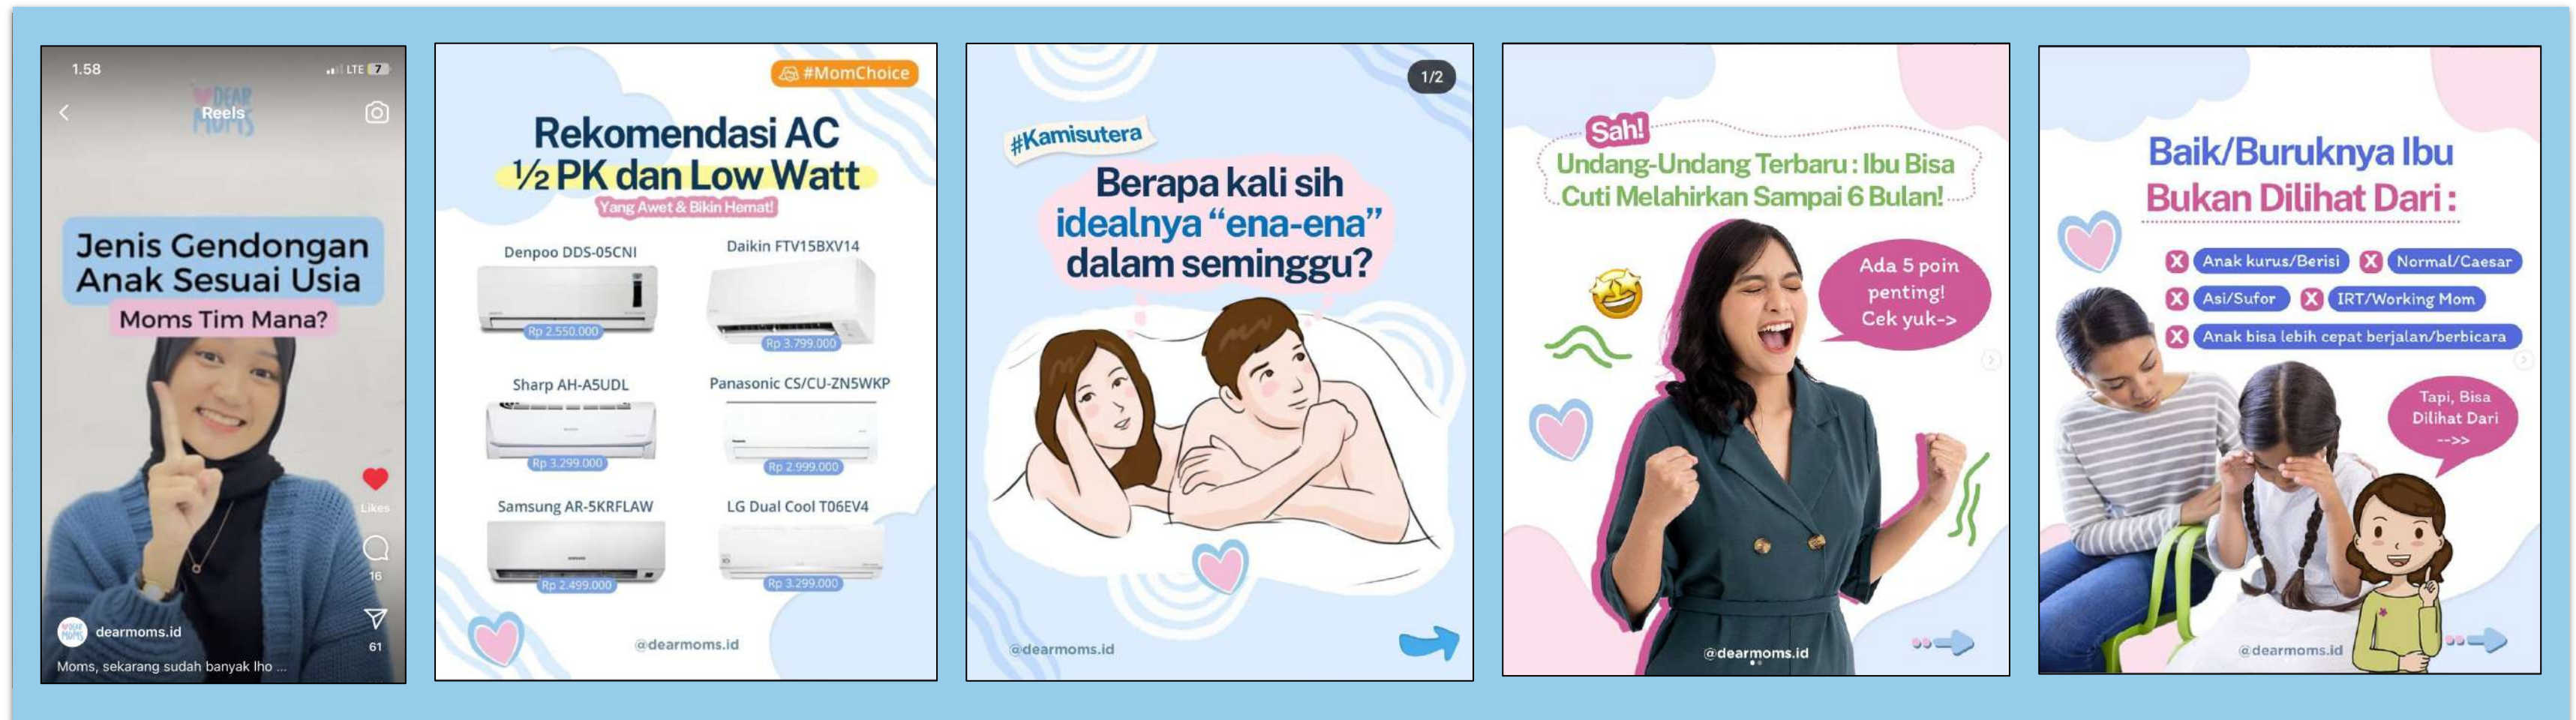 1.58
LTE 7
DEAR
MOMS
Reels
Jenis Gendongan
Anak Sesuai Usia
Moms Tim Mana?
Likes
16
61
dearmoms.id
Moms, sekarang sudah banyak lho ...
#MomChoice
Rekomendasi AC
½ PK dan Low Watt
Yang Awet & Bikin Hemat!
Denpoo DDS-05CNI
Rp 2.550.000
Daikin FTV15BXV14
Rp 3.799.000
Sharp AH-A5UDL
Rp 3.299.000
Panasonic CS/CU-ZN5WKP
Rp 2.999.000
Samsung AR-5KRFLAW
Rp 2.499.000
LG Dual Cool T06EV4
Rp 3.299.000
@dearmoms.id
1/2
#Kamisutera
Berapa kali sih
idealnya “ena-ena”
dalam seminggu?
@dearmoms.id
Sah!
Undang-Undang Terbaru : Ibu Bisa
Cuti Melahirkan Sampai 6 Bulan!
Ada 5 poin
penting!
Cek yuk->
@dearmoms.id
Baik/Buruknya Ibu
Bukan Dilihat Dari :
X Anak kurus/Berisi X Normal/Caesar
X Asi/Sufor X IRT/Working Mom
X Anak bisa lebih cepat berjalan/berbicara
Tapi, Bisa
Dilihat Dari
-->>
@dearmoms.id